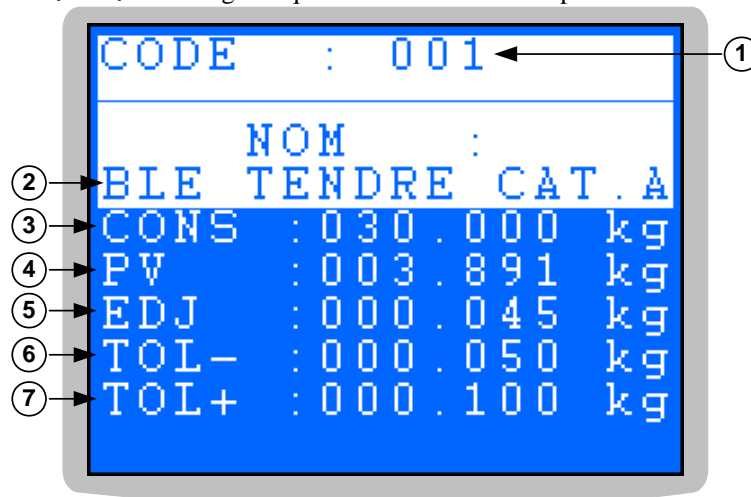 CODE : 001 1
NOM :
2 BLE TENDRE CAT.A
3 CONS :030.000 kg
4 PV :003.891 kg
5 EDJ :000.045 kg
6 TOL- :000.050 kg
7 TOL+ :000.100 kg